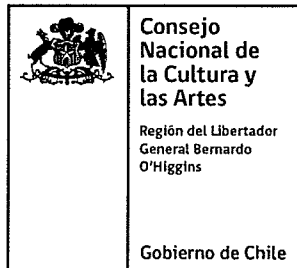 Consejo
Nacional de
la Cultura y
las Artes
Región del Libertador
General Bernardo
O'Higgins
Gobierno de Chile